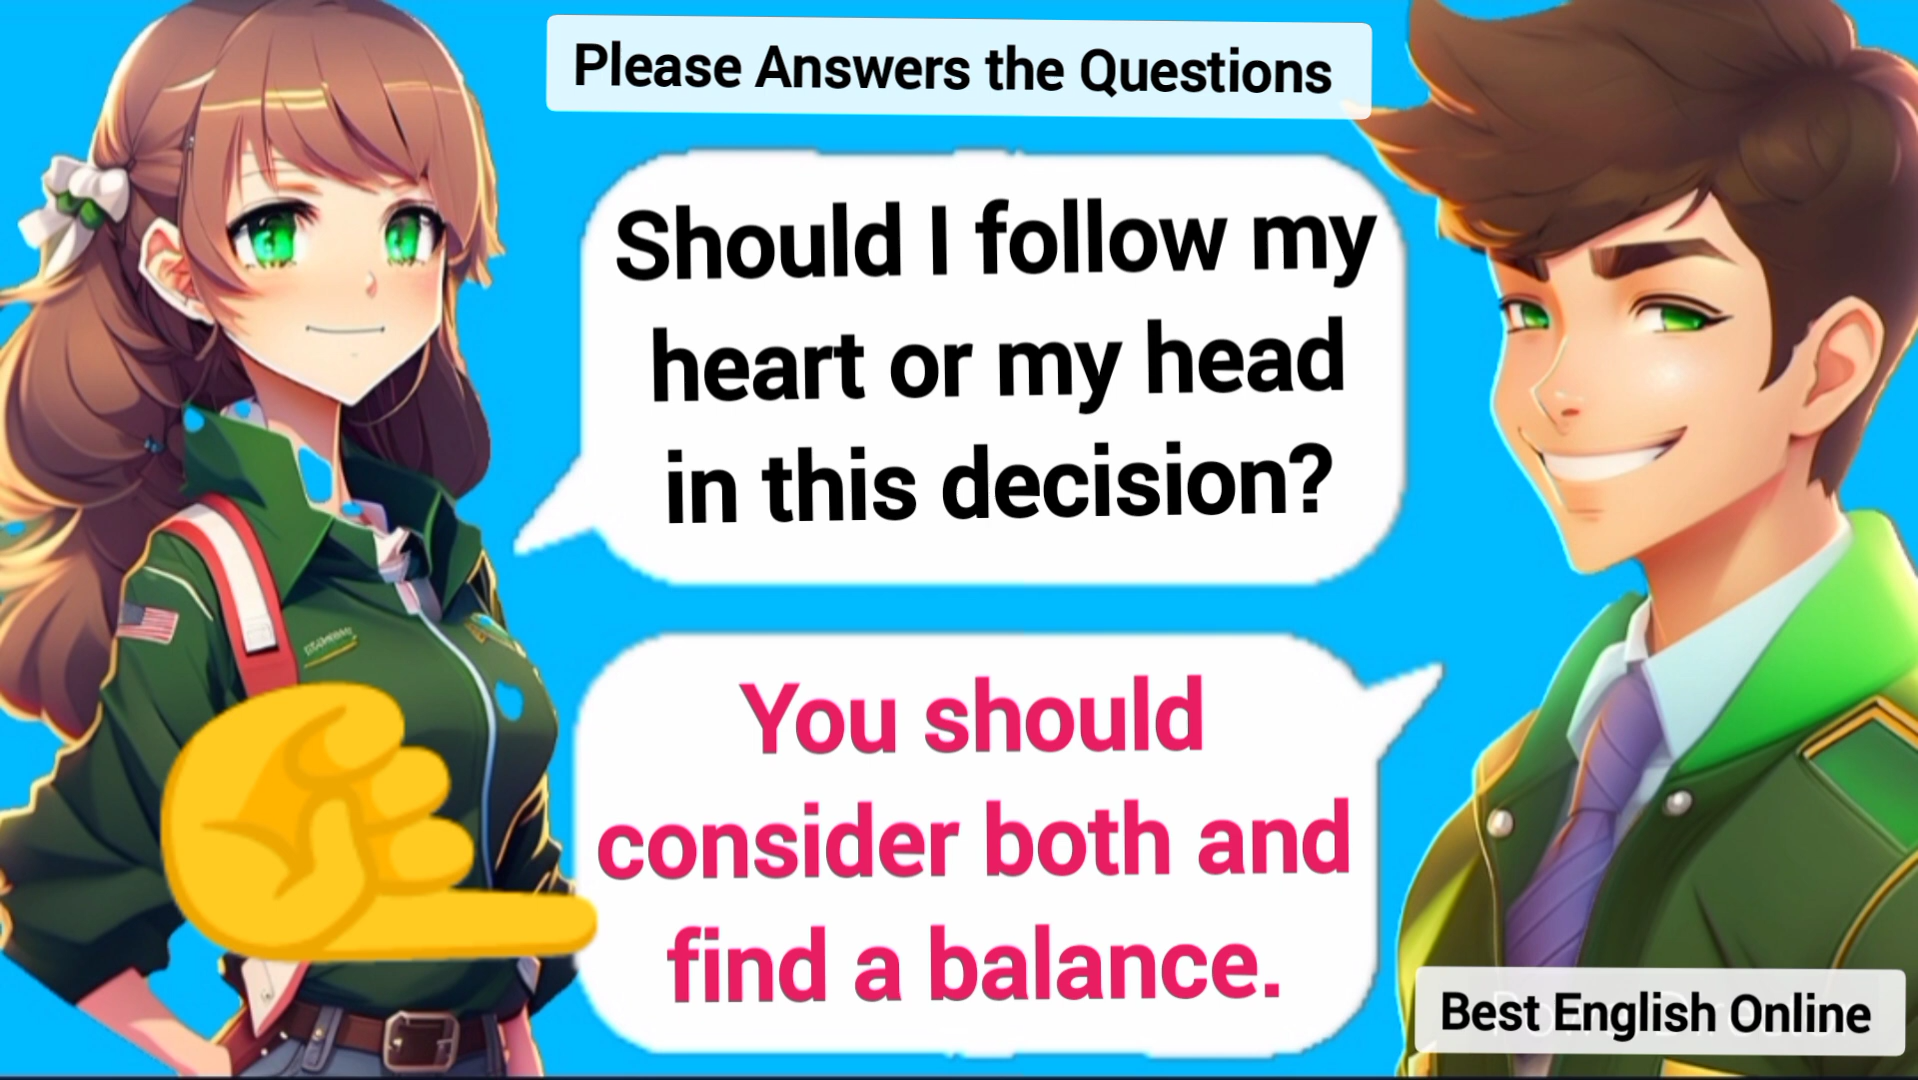 Please Answers the Questions
Should I follow my
heart or my head
in this decision?
You should
consider both and
find a balance.
Best English Online